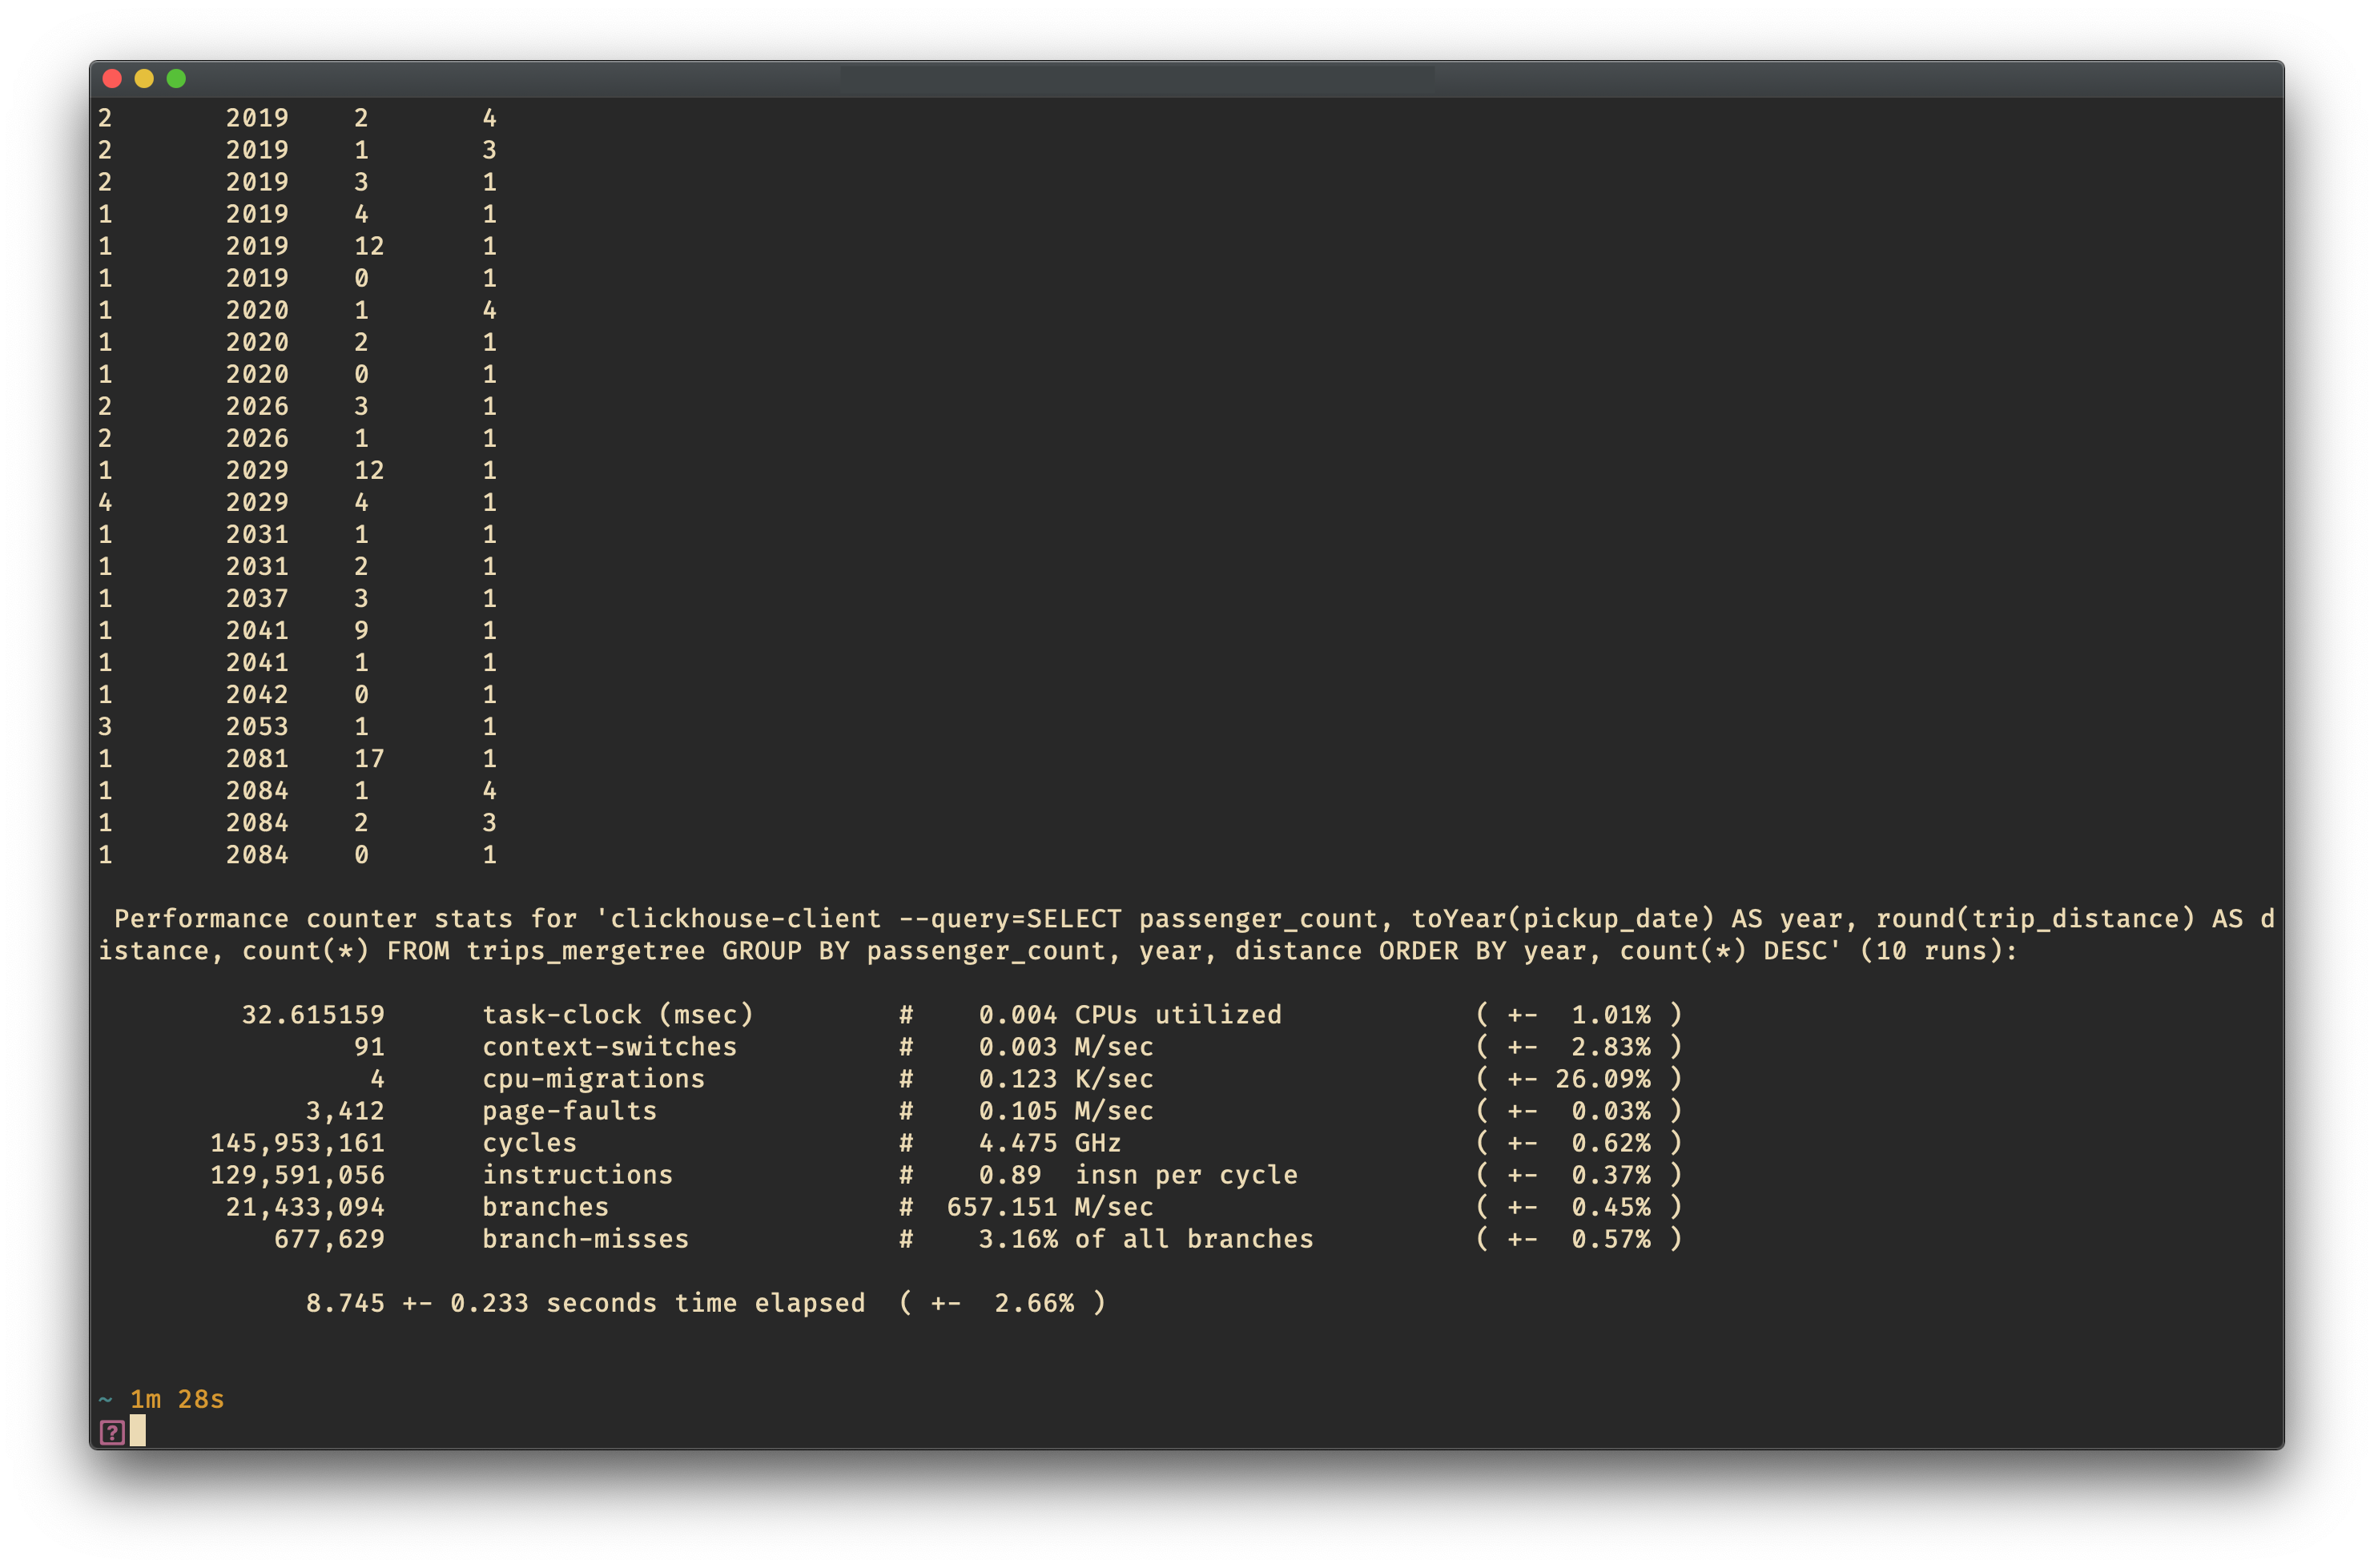 2       2019    2       4
2       2019    1       3
2       2019    3       1
1       2019    4       1
1       2019    12      1
1       2019    0       1
1       2020    1       4
1       2020    2       1
1       2020    0       1
2       2026    3       1
2       2026    1       1
1       2029    12      1
4       2029    4       1
1       2031    1       1
1       2031    2       1
1       2037    3       1
1       2041    9       1
1       2041    1       1
1       2042    0       1
3       2053    1       1
1       2081    17      1
1       2084    1       4
1       2084    2       3
1       2084    0       1
 Performance counter stats for 'clickhouse-client --query=SELECT passenger_count, toYear(pickup_date) AS year, round(trip_distance) AS d
istance, count(*) FROM trips_mergetree GROUP BY passenger_count, year, distance ORDER BY year, count(*) DESC' (10 runs):
         32.615159      task-clock (msec)         #    0.004 CPUs utilized            ( +-  1.01% )
                91      context-switches          #    0.003 M/sec                    ( +-  2.83% )
                 4      cpu-migrations            #    0.123 K/sec                    ( +- 26.09% )
             3,412      page-faults               #    0.105 M/sec                    ( +-  0.03% )
       145,953,161      cycles                    #    4.475 GHz                      ( +-  0.62% )
       129,591,056      instructions              #    0.89  insn per cycle           ( +-  0.37% )
        21,433,094      branches                  #  657.151 M/sec                    ( +-  0.45% )
           677,629      branch-misses             #    3.16% of all branches          ( +-  0.57% )
             8.745 +- 0.233 seconds time elapsed  ( +-  2.66% )
~ 1m 28s
?